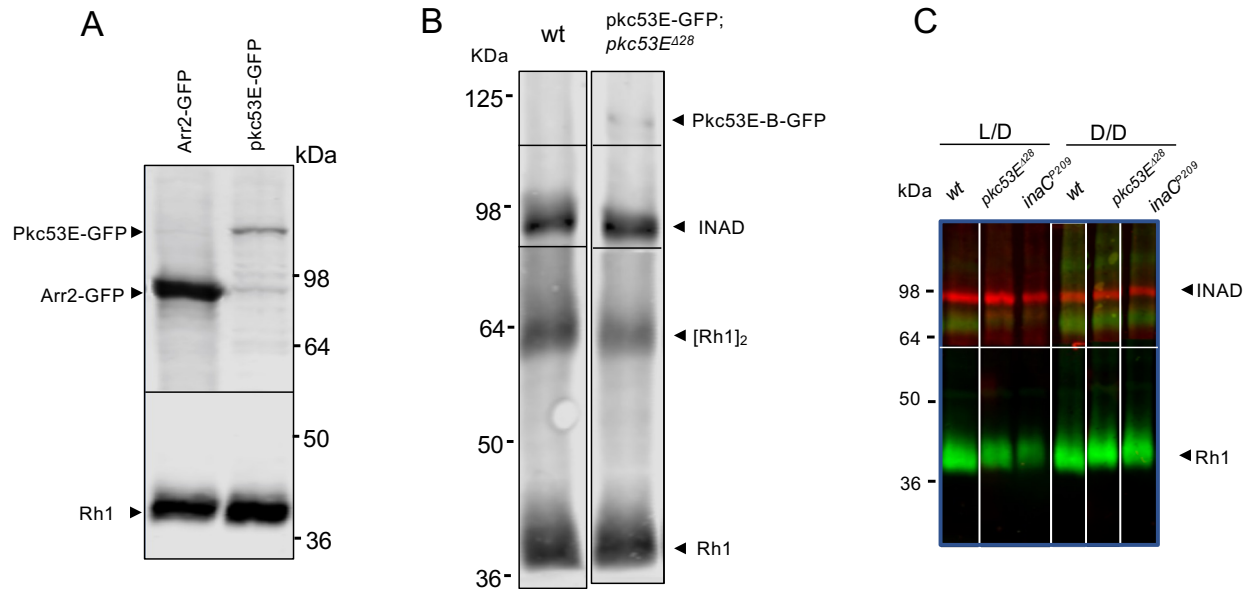 A
Arr2-GFP
pkc53E-GFP
kDa
Pkc53E-GFP
98
Arr2-GFP
64
50
Rh1
36
B
wt
pkc53E-GFP;
pkc53E^Δ28
KDa
125
Pkc53E-B-GFP
98
INAD
64
[Rh1]₂
50
Rh1
36
C
L/D
D/D
kDa
wt
pkc53E^Δ28
inaC^P209
wt
pkc53E^Δ28
inaC^P209
98
INAD
64
50
Rh1
36